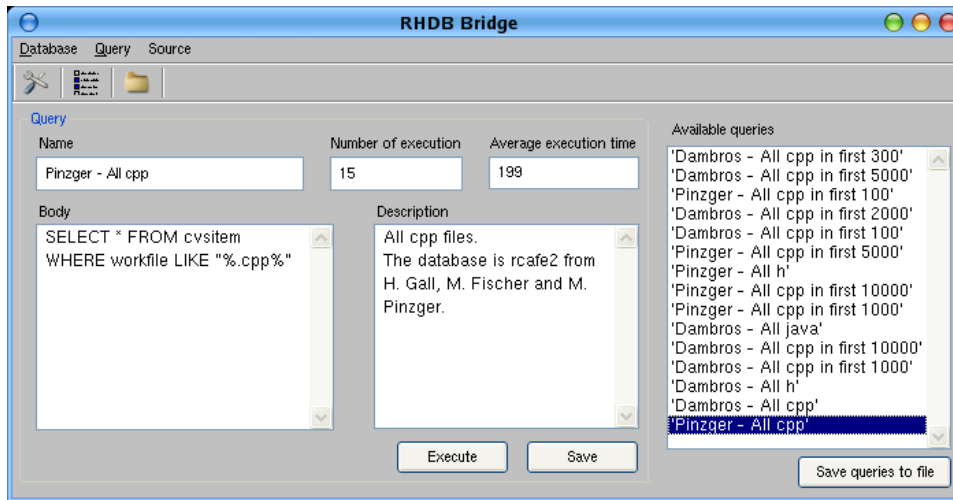 RHDB Bridge
Database Query Source
Query
Name
Number of execution
Average execution time
Pinzger - All cpp
15
199
Body
SELECT * FROM cvsitem
WHERE workfile LIKE "%.cpp%"
Description
All cpp files.
The database is rcafe2 from
H. Gall, M. Fischer and M.
Pinzger.
Execute
Save
Available queries
'Dambros - All cpp in first 300'
'Dambros - All cpp in first 5000'
'Pinzger - All cpp in first 100'
'Dambros - All cpp in first 2000'
'Dambros - All cpp in first 100'
'Pinzger - All cpp in first 5000'
'Pinzger - All h'
'Pinzger - All cpp in first 10000'
'Pinzger - All cpp in first 1000'
'Dambros - All java'
'Dambros - All cpp in first 10000'
'Dambros - All cpp in first 1000'
'Dambros - All h'
'Dambros - All cpp'
'Pinzger - All cpp'
Save queries to file